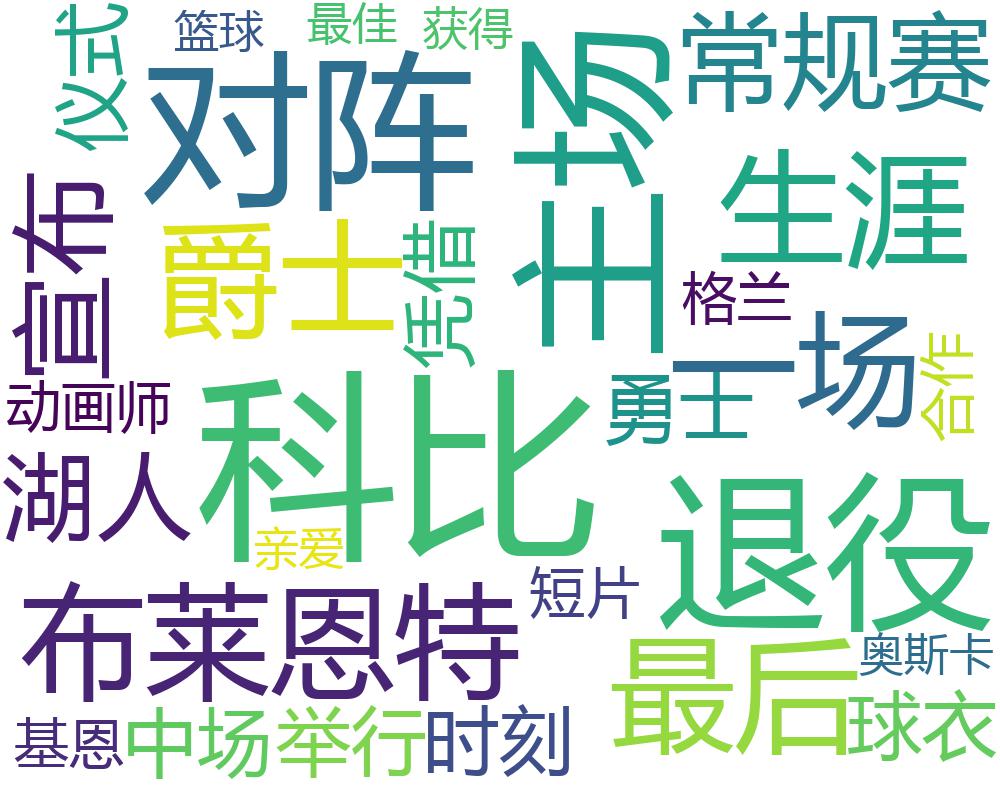 仪式
篮球
最佳
获得
对阵
主场
常规赛
生涯
宣布
爵士
凭借
格兰
一场
动画师
科比
勇士
合作
湖人
亲爱
退役
布莱恩特
短片
最后
奥斯卡
基恩
中场
举行
时刻
球衣